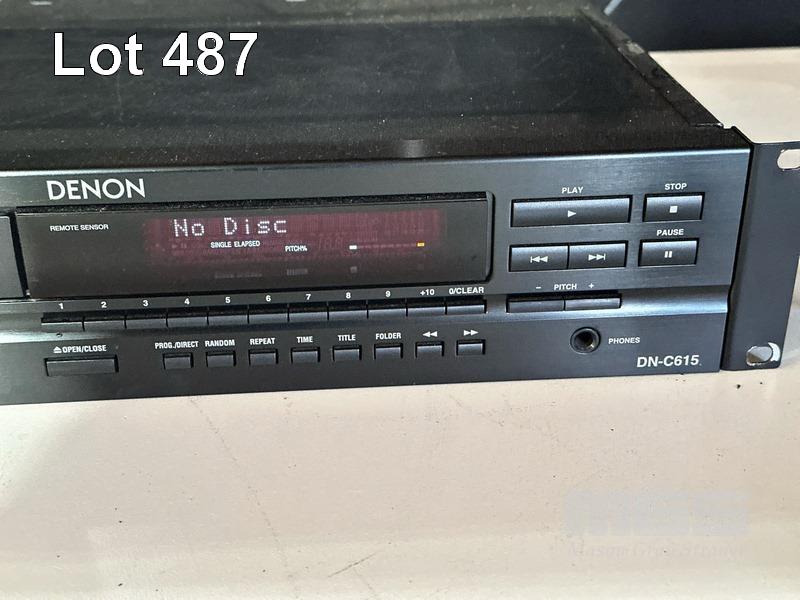 Lot 487
DENON
PLAY
STOP
REMOTE SENSOR
No Disc
SINGLE ELAPSED PITCH%
PAUSE
- PITCH +
1 2 3 4 5 6 7 8 9 +10 0/CLEAR
OPEN/CLOSE
PROG./DIRECT RANDOM REPEAT TIME TITLE FOLDER
PHONES
DN-C615